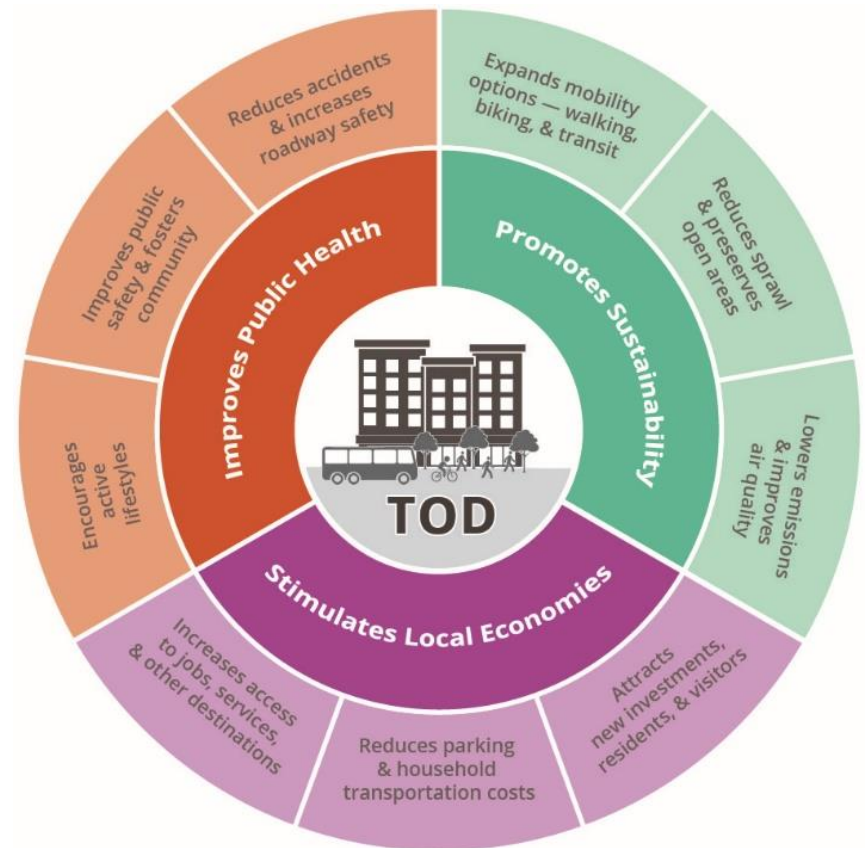 Reduces accidents
& increases
roadway safety
Expands mobility
options — walking,
biking, & transit
Improves public
safety & fosters
community
Reduces sprawl
& preseerves
open areas
Encourages
active
lifestyles
Lowers emissions
& improves
air quality
Improves Public Health
Promotes Sustainability
TOD
Stimulates Local Economies
Increases access
to jobs, services,
& other destinations
Reduces parking
& household
transportation costs
Attracts
new investments,
residents, & visitors